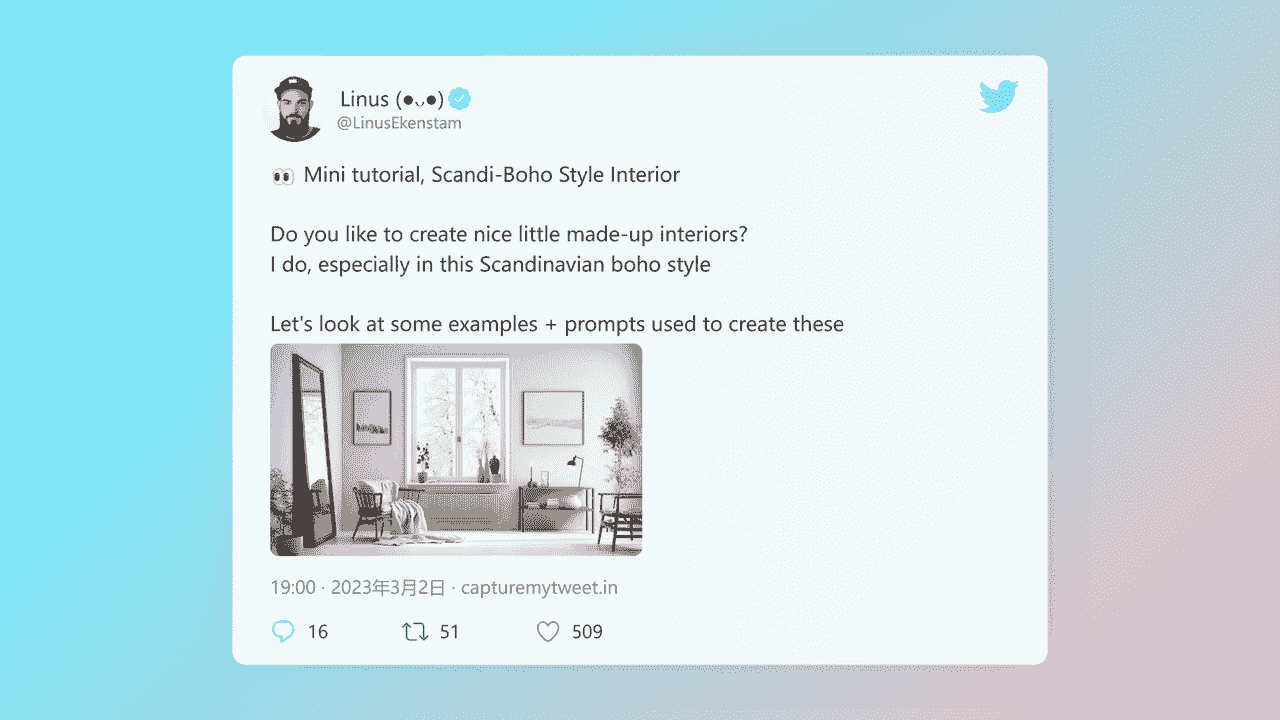 Linus (●ᴗ●)
@LinusEkenstam
👀 Mini tutorial, Scandi-Boho Style Interior
Do you like to create nice little made-up interiors?
I do, especially in this Scandinavian boho style
Let's look at some examples + prompts used to create these
19:00 · 2023年3月2日 · capturemytweet.in
16 51 509